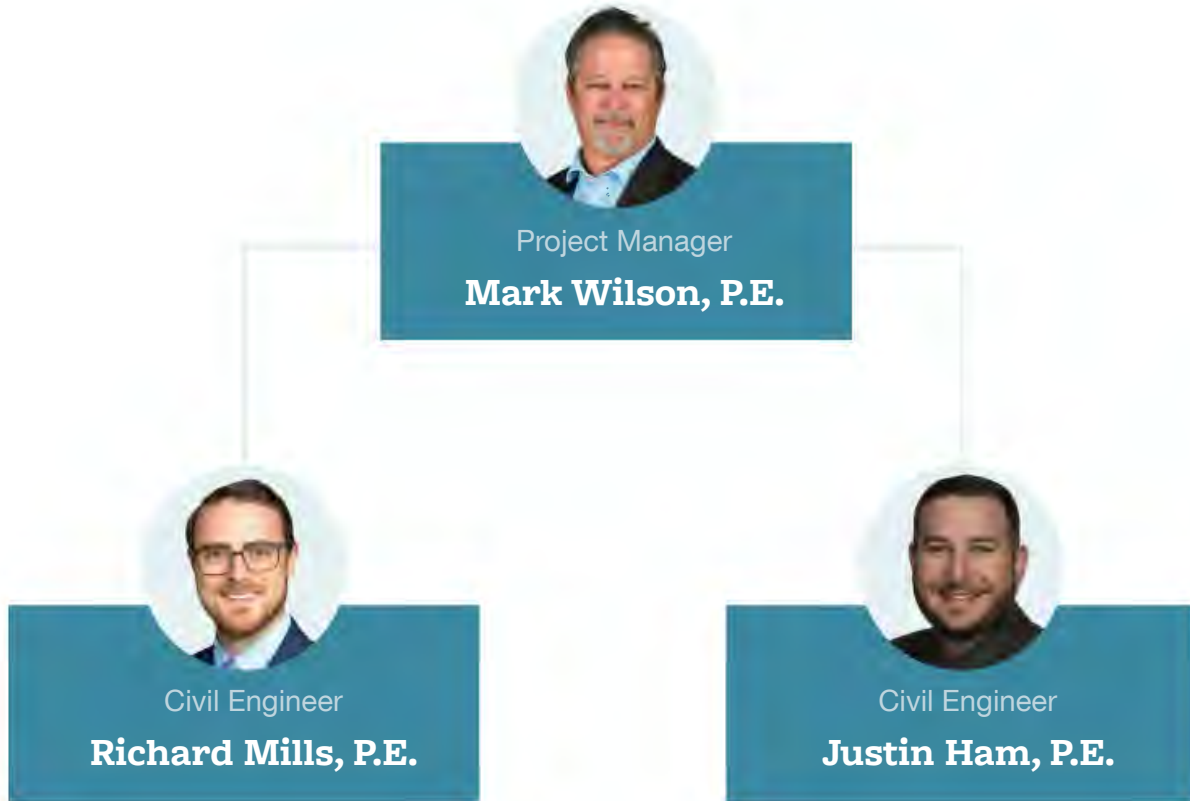 Project Manager
Mark Wilson, P.E.
Civil Engineer
Richard Mills, P.E.
Civil Engineer
Justin Ham, P.E.